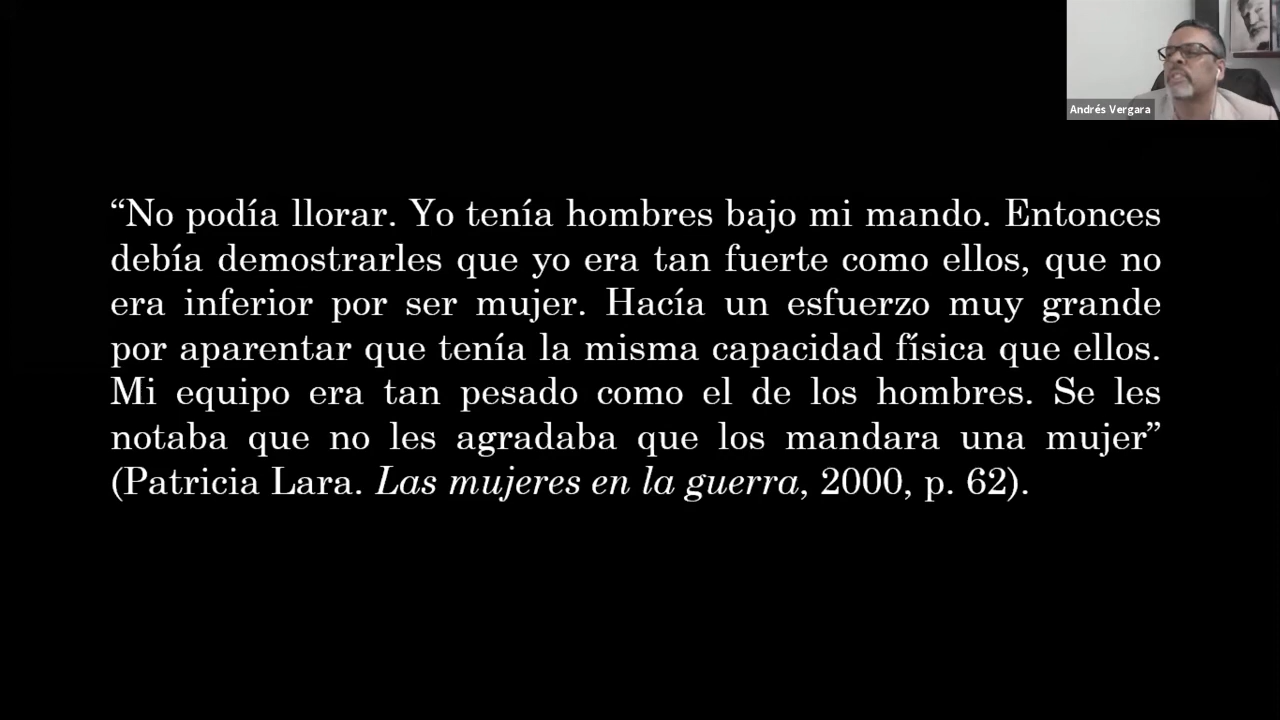 Andrés Vergara
“No podía llorar. Yo tenía hombres bajo mi mando. Entonces
debía demostrarles que yo era tan fuerte como ellos, que no
era inferior por ser mujer. Hacía un esfuerzo muy grande
por aparentar que tenía la misma capacidad física que ellos.
Mi equipo era tan pesado como el de los hombres. Se les
notaba que no les agradaba que los mandara una mujer”
(Patricia Lara. Las mujeres en la guerra, 2000, p. 62).